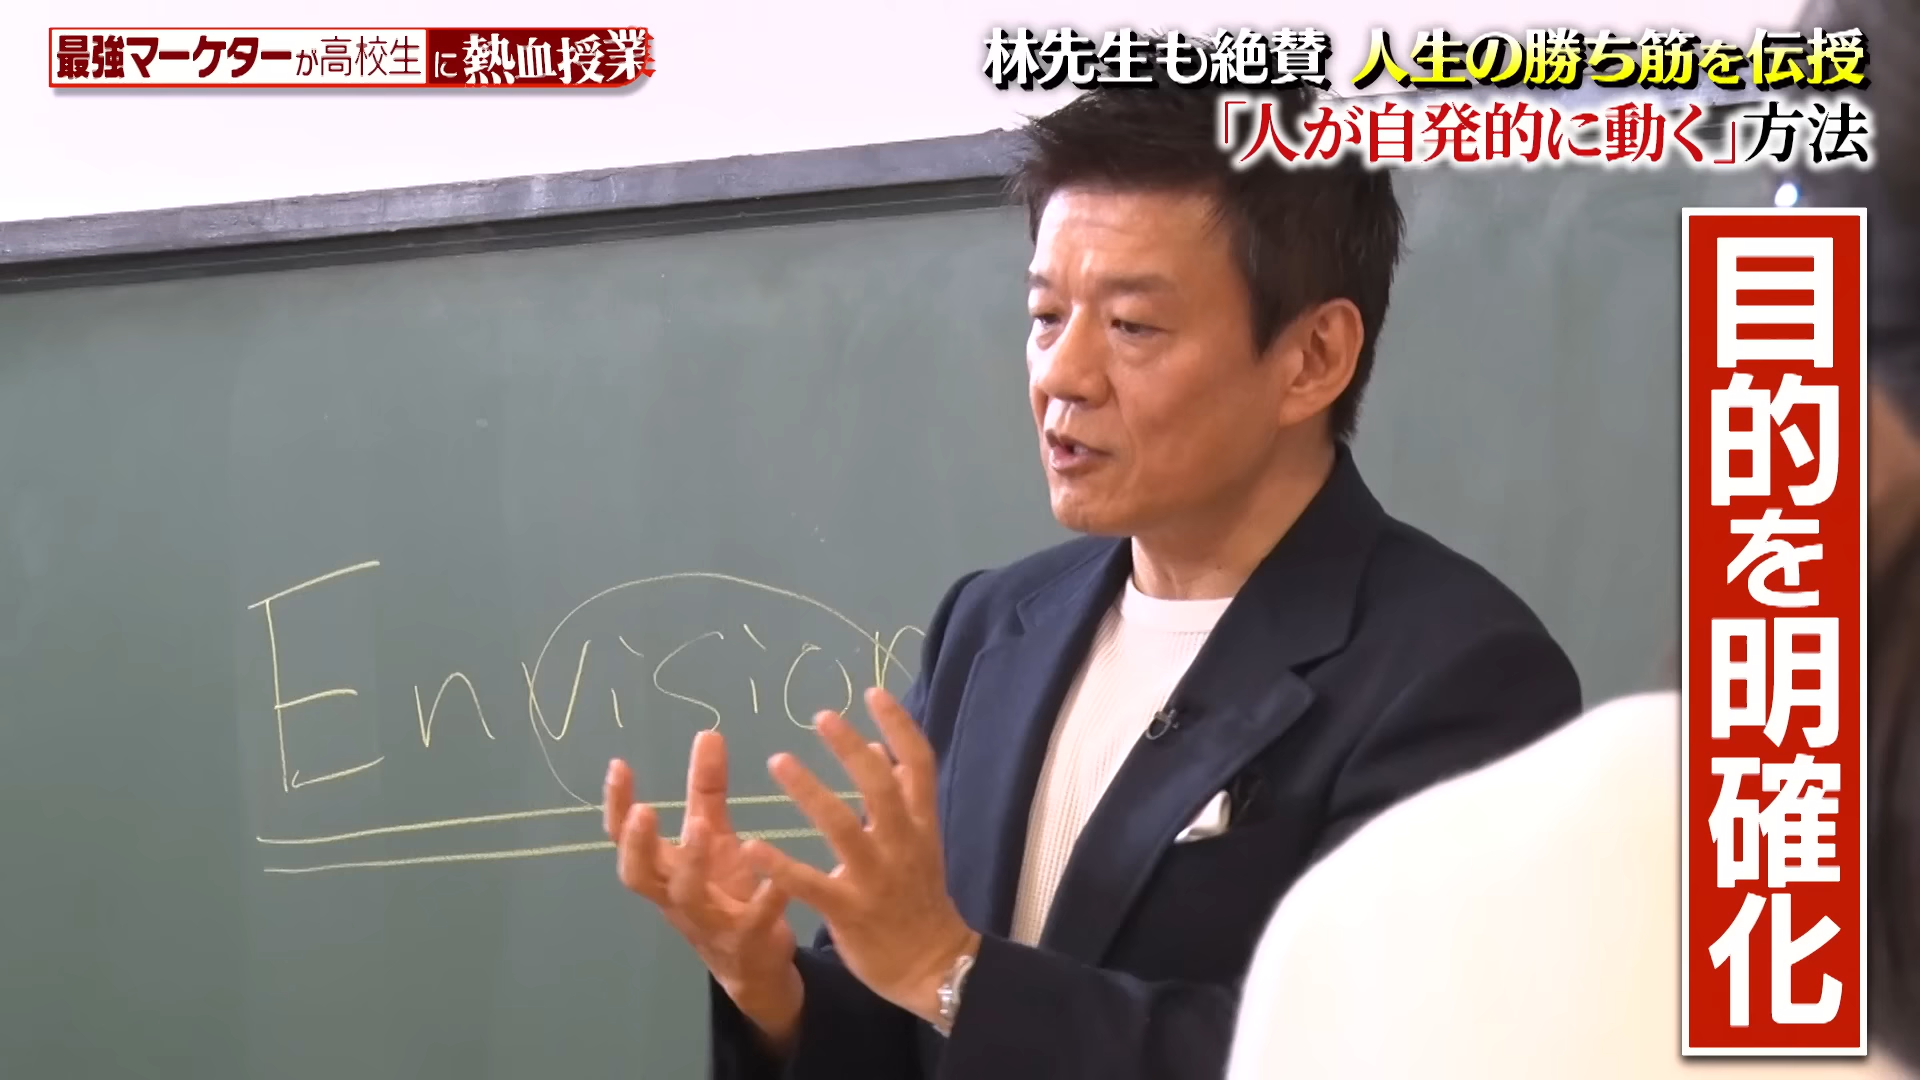 最強マーケターが高校生に熱血授業
林先生も絶賛 人生の勝ち筋を伝授
「人が自発的に動く」方法
目的を明確化
Envision